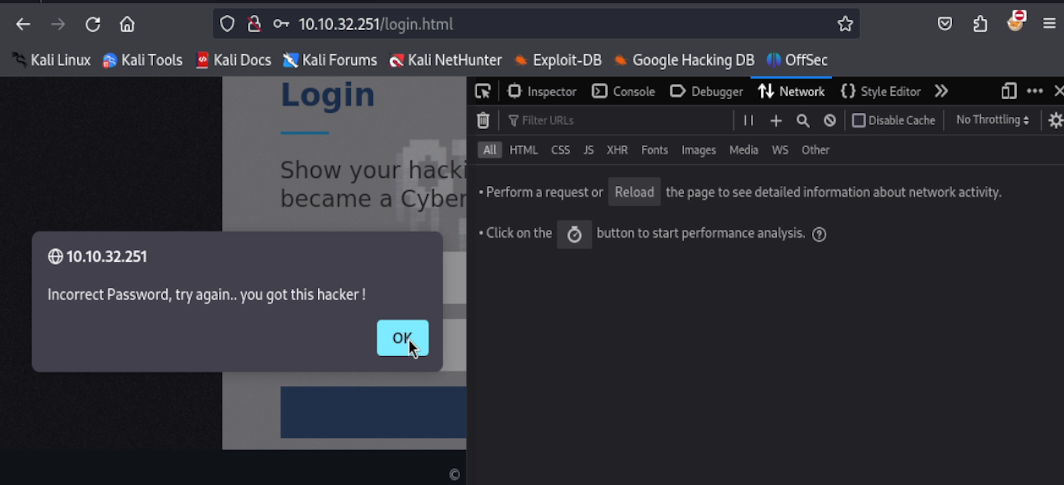 10.10.32.251/login.html
Kali Linux Kali Tools Kali Docs Kali Forums Kali NetHunter Exploit-DB Google Hacking DB OffSec
Login
Show your hacki
became a Cyber
10.10.32.251
Incorrect Password, try again.. you got this hacker !
OK
©
Inspector Console Debugger Network Style Editor
Filter URLs Disable Cache No Throttling
All HTML CSS JS XHR Fonts Images Media WS Other
• Perform a request or Reload the page to see detailed information about network activity.
• Click on the button to start performance analysis.